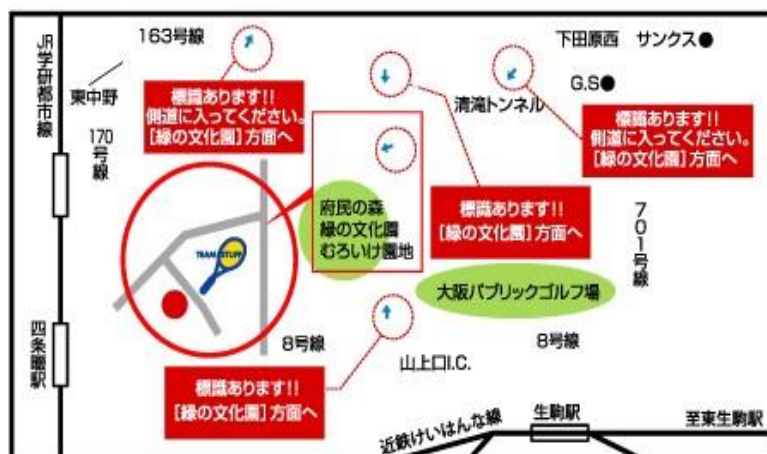 JR学研都市線
163号線
東中野
170号線
標識あります!!
側道に入ってください。
[緑の文化園]方面へ
下田原西 サンクス●
G.S●
清滝トンネル
標識あります!!
側道に入ってください。
[緑の文化園]方面へ
府民の森
緑の文化園
むろいけ園地
標識あります!!
[緑の文化園]方面へ
701号線
TEAM STUFF
大阪パブリックゴルフ場
四条畷駅
8号線
8号線
山上口I.C.
標識あります!!
[緑の文化園]方面へ
近鉄けいはんな線
生駒駅
至東生駒駅